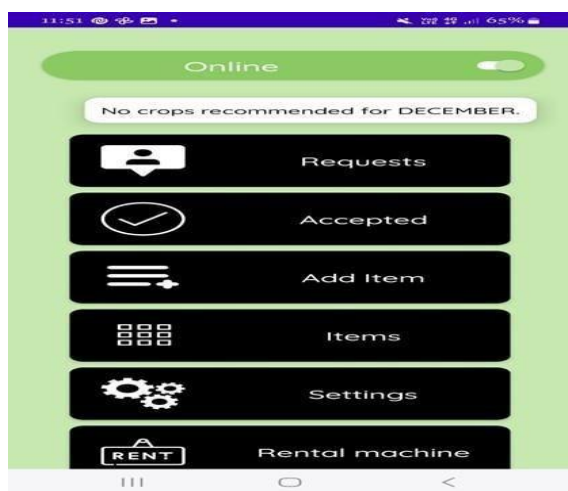 11:51 65%
Online
No crops recommended for DECEMBER.
Requests
Accepted
Add Item
Items
Settings
RENT Rental machine